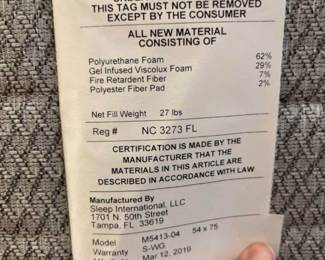 THIS TAG MUST NOT BE REMOVED
EXCEPT BY THE CONSUMER
ALL NEW MATERIAL
CONSISTING OF
Polyurethane Foam 62%
Gel Infused Viscolux Foam 29%
Fire Retardent Fiber 7%
Polyester Fiber Pad 2%
Net Fill Weight 27 lbs
Reg # NC 3273 FL
CERTIFICATION IS MADE BY THE
MANUFACTURER THAT THE
MATERIALS IN THIS ARTICLE ARE
DESCRIBED IN ACCORDANCE WITH LAW
Manufactured By
Sleep International, LLC
1701 N. 50th Street
Tampa, FL 33619
Model M5413-04 54 x 75
Warranty S-WG
Mar 12, 2019